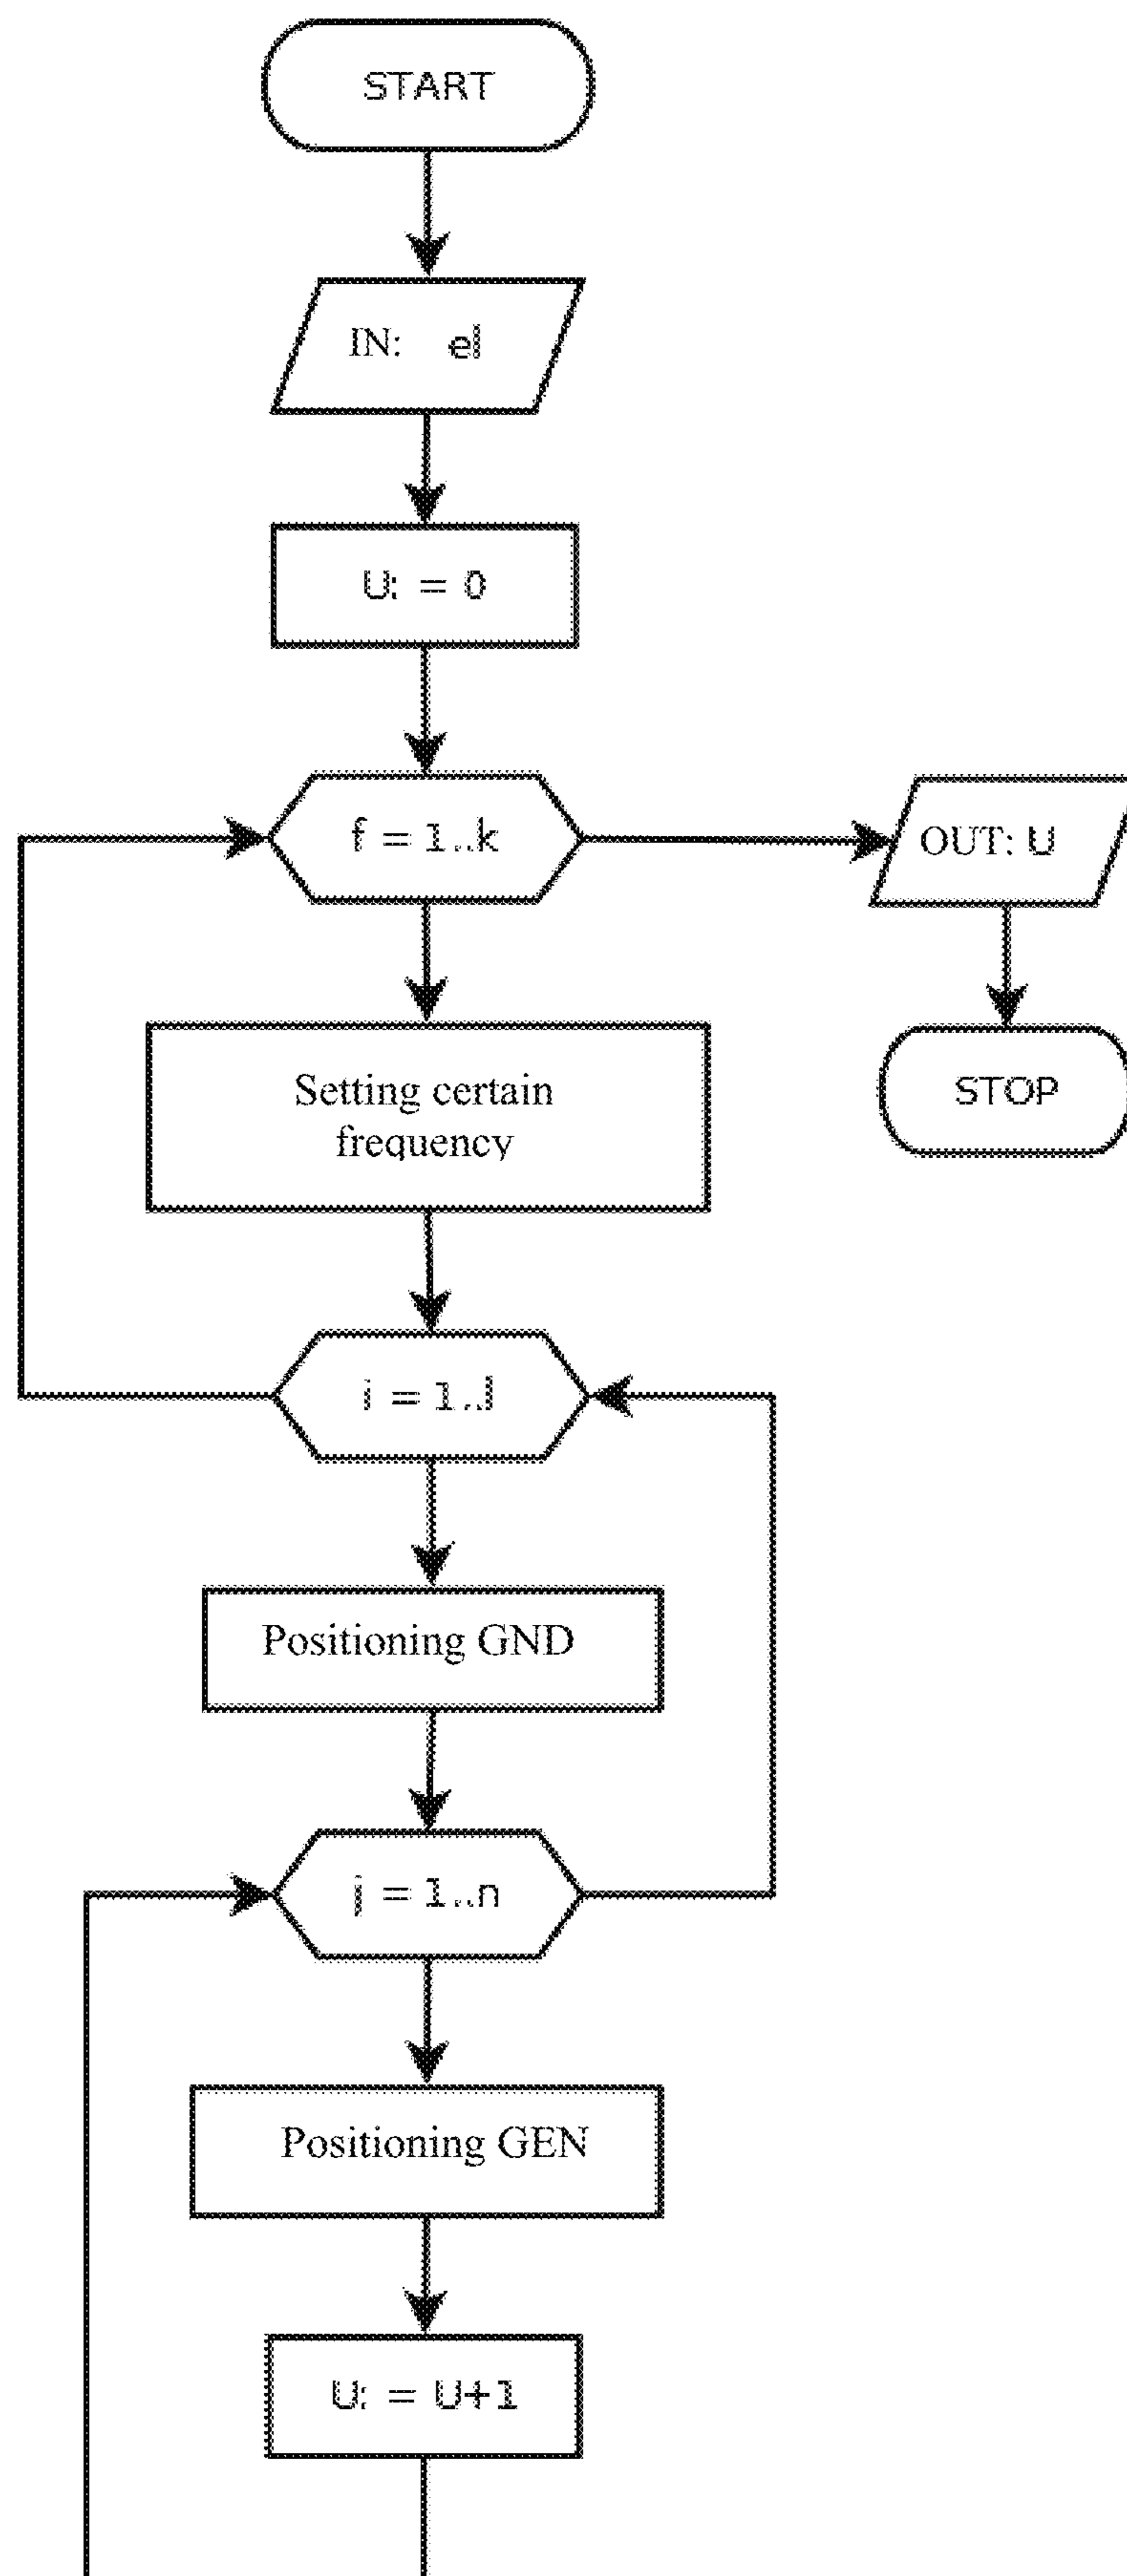 START
IN: el
U: = 0
f = 1..k
OUT: U
Setting certain
frequency
STOP
i = 1..l
Positioning GND
j = 1..n
Positioning GEN
U: = U+1